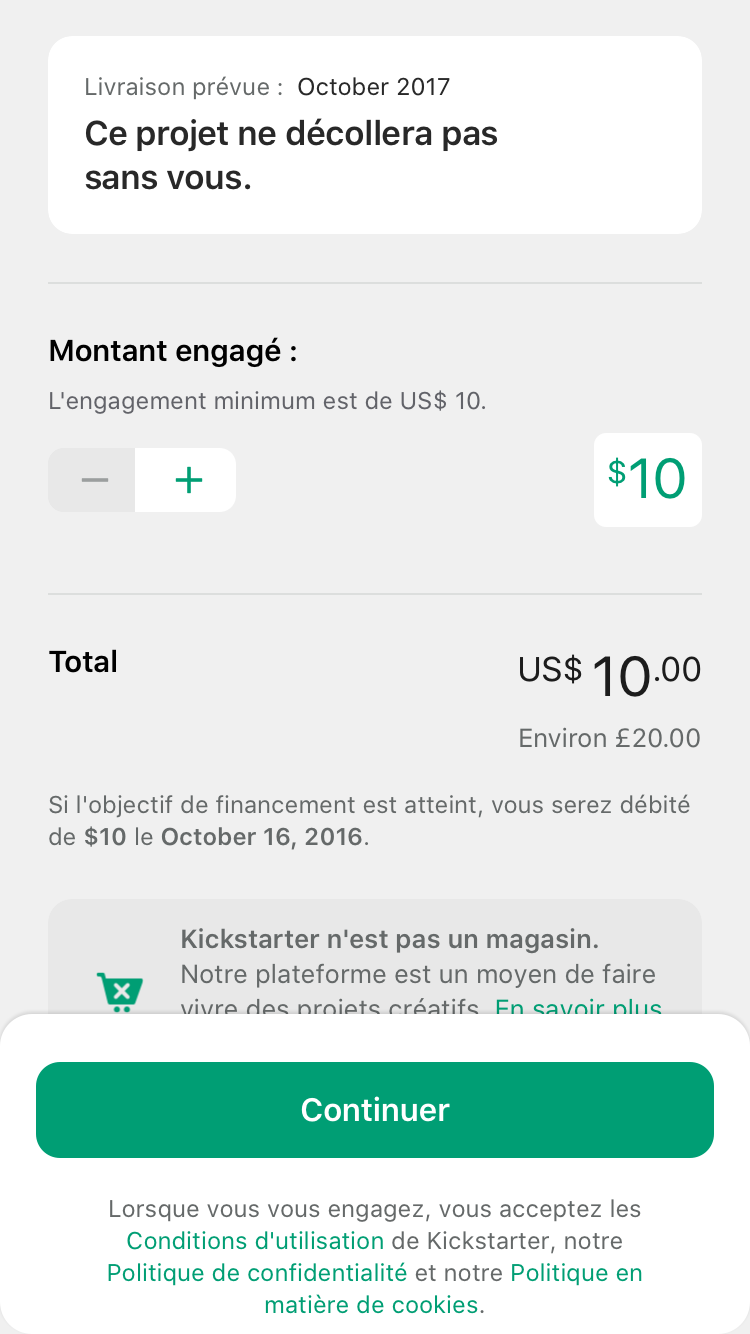 Livraison prévue : October 2017
Ce projet ne décollera pas
sans vous.
Montant engagé :
L'engagement minimum est de US$ 10.
− +
$10
Total
US$ 10.00
Environ £20.00
Si l'objectif de financement est atteint, vous serez débité
de $10 le October 16, 2016.
Kickstarter n'est pas un magasin.
Notre plateforme est un moyen de faire
vivre des projets créatifs. En savoir plus
Continuer
Lorsque vous vous engagez, vous acceptez les
Conditions d'utilisation de Kickstarter, notre
Politique de confidentialité et notre Politique en
matière de cookies.